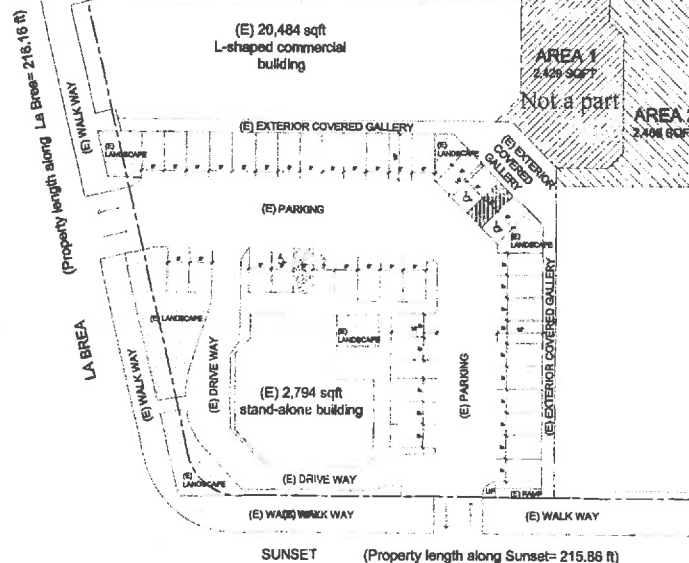 (E) 20,484 sqft
L-shaped commercial
building
AREA 1
2,429 SQFT
Not a part
AREA
(Property length along La Brea= 216.16 ft)
(E) WALK WAY
(E) EXTERIOR COVERED GALLERY
(E)
LANDSCAPE
(E)
LANDSCAPE
(E) EXTERIOR
COVERED
GALLERY
(E) PARKING
(E)
LANDSCAPE
LA BREA
(E) WALK WAY
(E) LANDSCAPE
(E) DRIVE WAY
(E)
LANDSCAPE
(E) 2,794 sqft
stand-alone building
(E) PARKING
(E) EXTERIOR COVERED GALLERY
(E)
LANDSCAPE
(E) DRIVE WAY
UP
(E) RAMP
(E) WALK WAY
(E) WALK WAY
SUNSET
(Property length along Sunset= 215.86 ft)